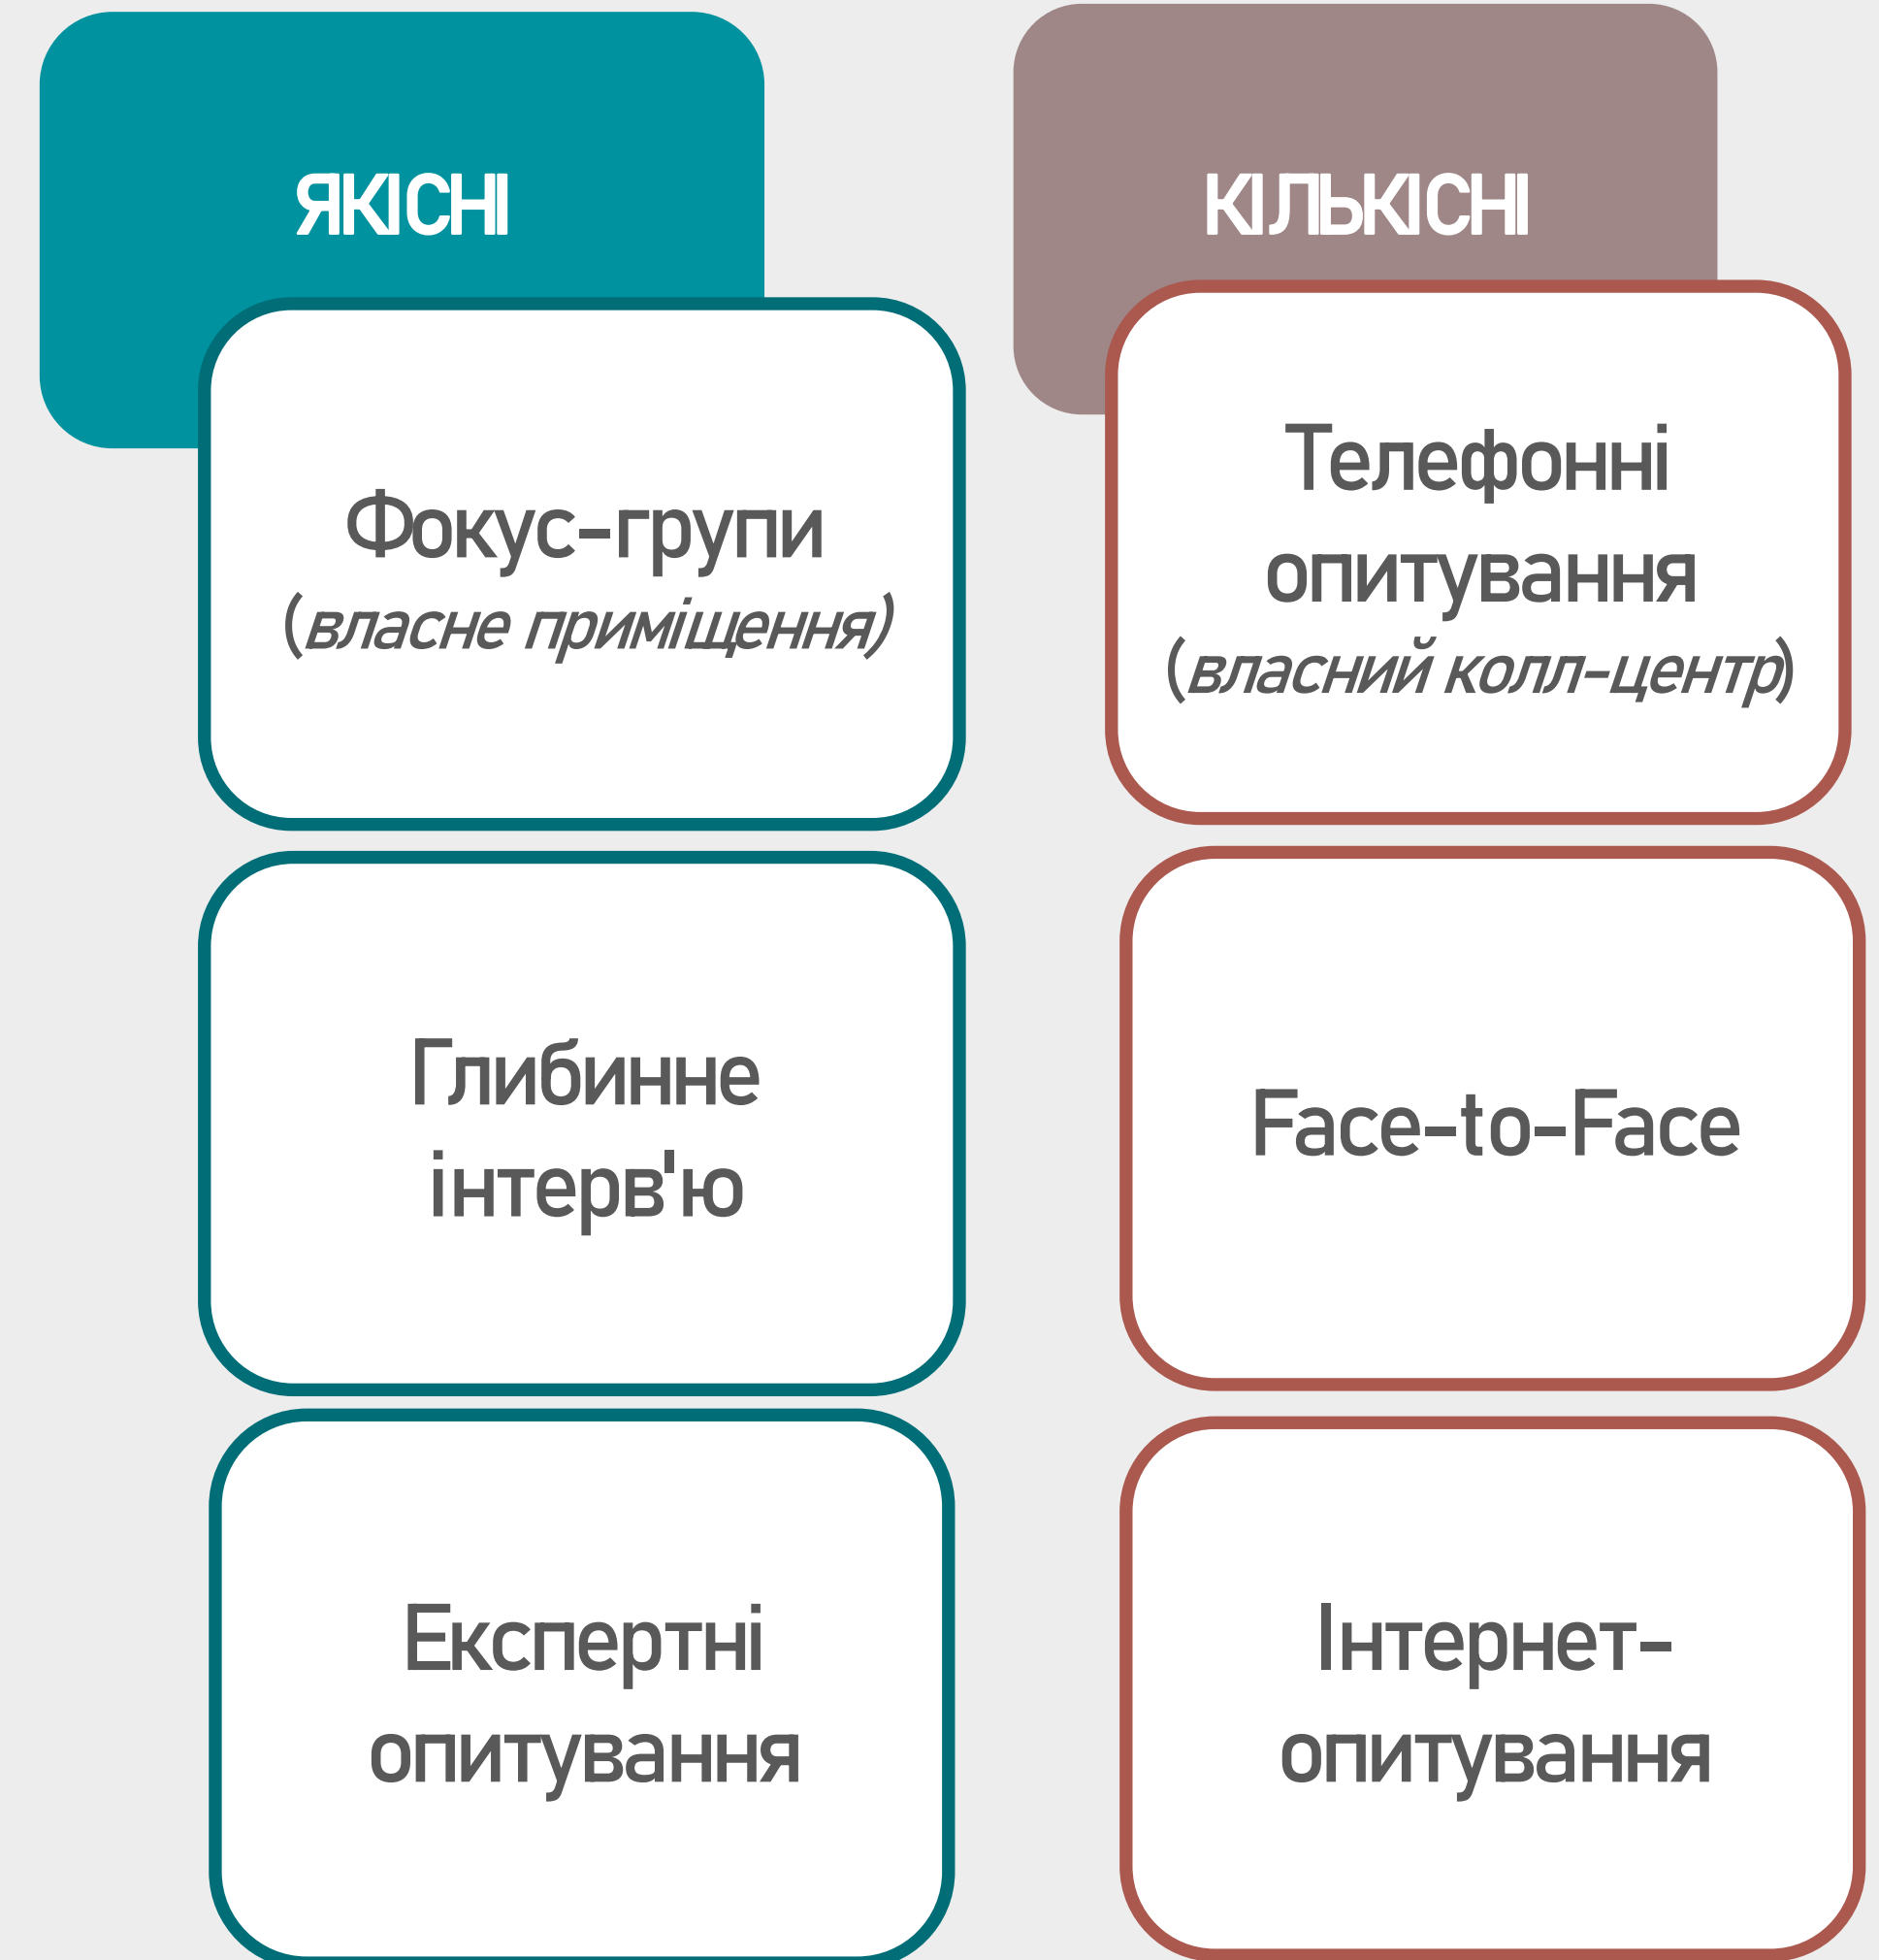 ЯКІСНІ
Фокус-групи
(власне приміщення)
Глибинне
інтерв'ю
Експертні
опитування
КІЛЬКІСНІ
Телефонні
опитування
(власний колл-центр)
Face-to-Face
Інтернет-
опитування